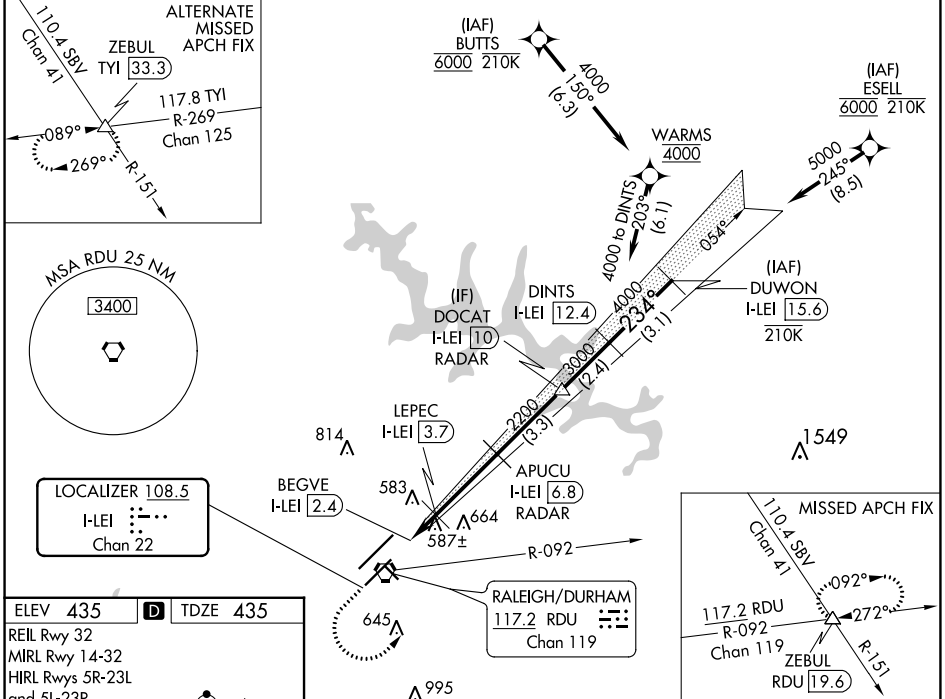 ALTERNATE
MISSED
APCH FIX
110.4 SBV
Chan 41
ZEBUL
TYI 33.3
117.8 TYI
R-269
Chan 125
089°
269°
R-151
(IAF)
BUTTS
6000 210K
4000
150°
(6.3)
(IAF)
ESELL
6000 210K
5000
245°
(8.5)
WARMS
4000
4000 to DINTS
203°
(6.1)
054°
MSA RDU 25 NM
3400
(IF)
DOCAT
I-LEI 10
RADAR
DINTS
I-LEI 12.4
4000
234°
(3.1)
(IAF)
DUWON
I-LEI 15.6
210K
3000
(2.4)
2200
(3.3)
LEPEC
I-LEI 3.7
814
1549
BEGVE
I-LEI 2.4
583
664
587±
APUCU
I-LEI 6.8
RADAR
LOCALIZER 108.5
I-LEI
Chan 22
R-092
RALEIGH/DURHAM
117.2 RDU
Chan 119
645
995
MISSED APCH FIX
110.4 SBV
Chan 41
092°
272°
117.2 RDU
R-092
Chan 119
ZEBUL
RDU 19.6
R-151
ELEV 435 D TDZE 435
REIL Rwy 32
MIRL Rwy 14-32
HIRL Rwys 5R-23L
and 5L-23R